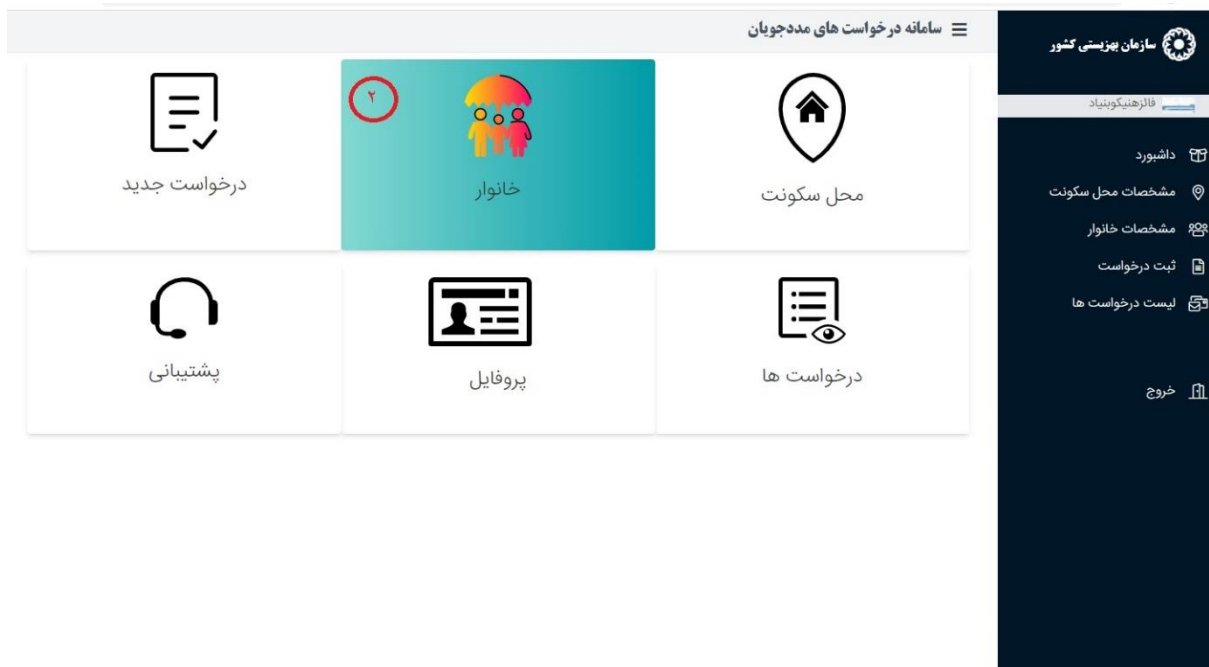 سازمان بهزیستی کشور
فائزهنیکوبنیاد
داشبورد
مشخصات محل سکونت
مشخصات خانوار
ثبت درخواست
لیست درخواست ها
خروج
سامانه درخواست های مددجویان
محل سکونت
خانوار
۲
درخواست جدید
درخواست ها
پروفایل
پشتیبانی